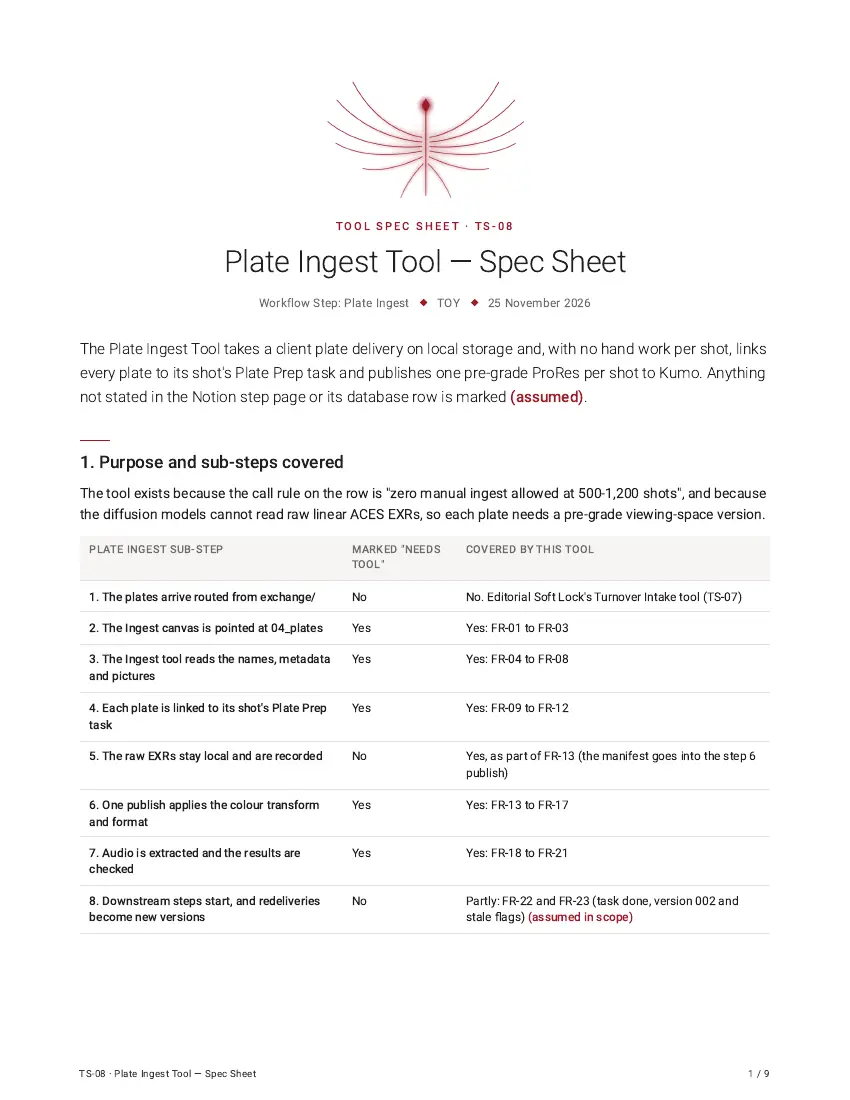 TOOL SPEC SHEET · TS-08
Plate Ingest Tool — Spec Sheet
Workflow Step: Plate Ingest ◆ TOY ◆ 25 November 2026
The Plate Ingest Tool takes a client plate delivery on local storage and, with no hand work per shot, links
every plate to its shot's Plate Prep task and publishes one pre-grade ProRes per shot to Kumo. Anything
not stated in the Notion step page or its database row is marked (assumed).
1. Purpose and sub-steps covered
The tool exists because the call rule on the row is "zero manual ingest allowed at 500-1,200 shots", and because
the diffusion models cannot read raw linear ACES EXRs, so each plate needs a pre-grade viewing-space version.
PLATE INGEST SUB-STEP
MARKED "NEEDS
TOOL"
COVERED BY THIS TOOL
1. The plates arrive routed from exchange/
No
No. Editorial Soft Lock's Turnover Intake tool (TS-07)
2. The Ingest canvas is pointed at 04_plates
Yes
Yes: FR-01 to FR-03
3. The Ingest tool reads the names, metadata
and pictures
Yes
Yes: FR-04 to FR-08
4. Each plate is linked to its shot's Plate Prep
task
Yes
Yes: FR-09 to FR-12
5. The raw EXRs stay local and are recorded
No
Yes, as part of FR-13 (the manifest goes into the step 6
publish)
6. One publish applies the colour transform
and format
Yes
Yes: FR-13 to FR-17
7. Audio is extracted and the results are
checked
Yes
Yes: FR-18 to FR-21
8. Downstream steps start, and redeliveries
become new versions
No
Partly: FR-22 and FR-23 (task done, version 002 and
stale flags) (assumed in scope)
TS-08 · Plate Ingest Tool — Spec Sheet
1 / 9